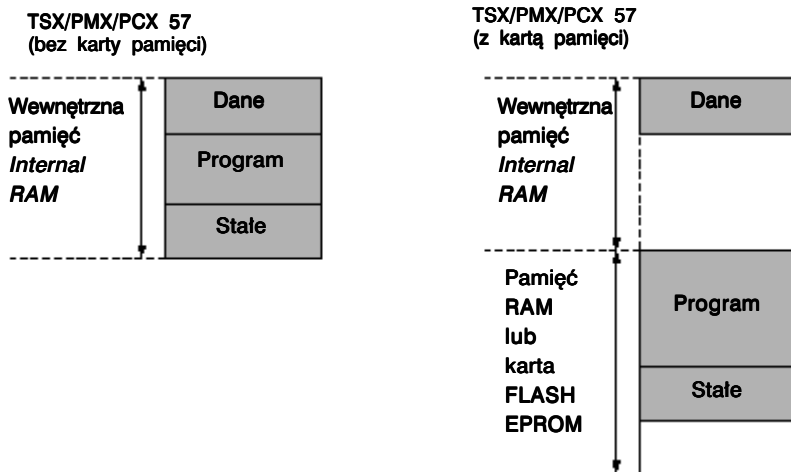 TSX/PMX/PCX 57
(bez karty pamięci)
Wewnętrzna
pamięć
Internal
RAM
Dane
Program
Stałe
TSX/PMX/PCX 57
(z kartą pamięci)
Wewnętrzna
pamięć
Internal
RAM
Dane
Pamięć
RAM
lub
karta
FLASH
EPROM
Program
Stałe